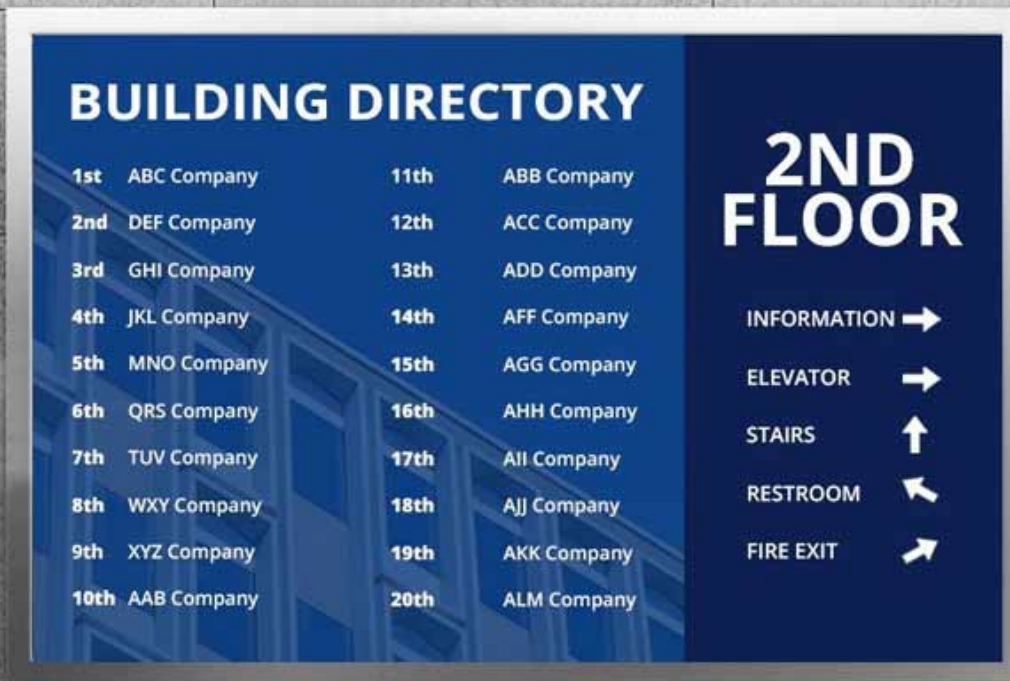 BUILDING DIRECTORY
1st ABC Company
2nd DEF Company
3rd GHI Company
4th JKL Company
5th MNO Company
6th QRS Company
7th TUV Company
8th WXY Company
9th XYZ Company
10th AAB Company
11th ABB Company
12th ACC Company
13th ADD Company
14th AFF Company
15th AGG Company
16th AHH Company
17th AII Company
18th AJJ Company
19th AKK Company
20th ALM Company
2ND
FLOOR
INFORMATION
ELEVATOR
STAIRS
RESTROOM
FIRE EXIT